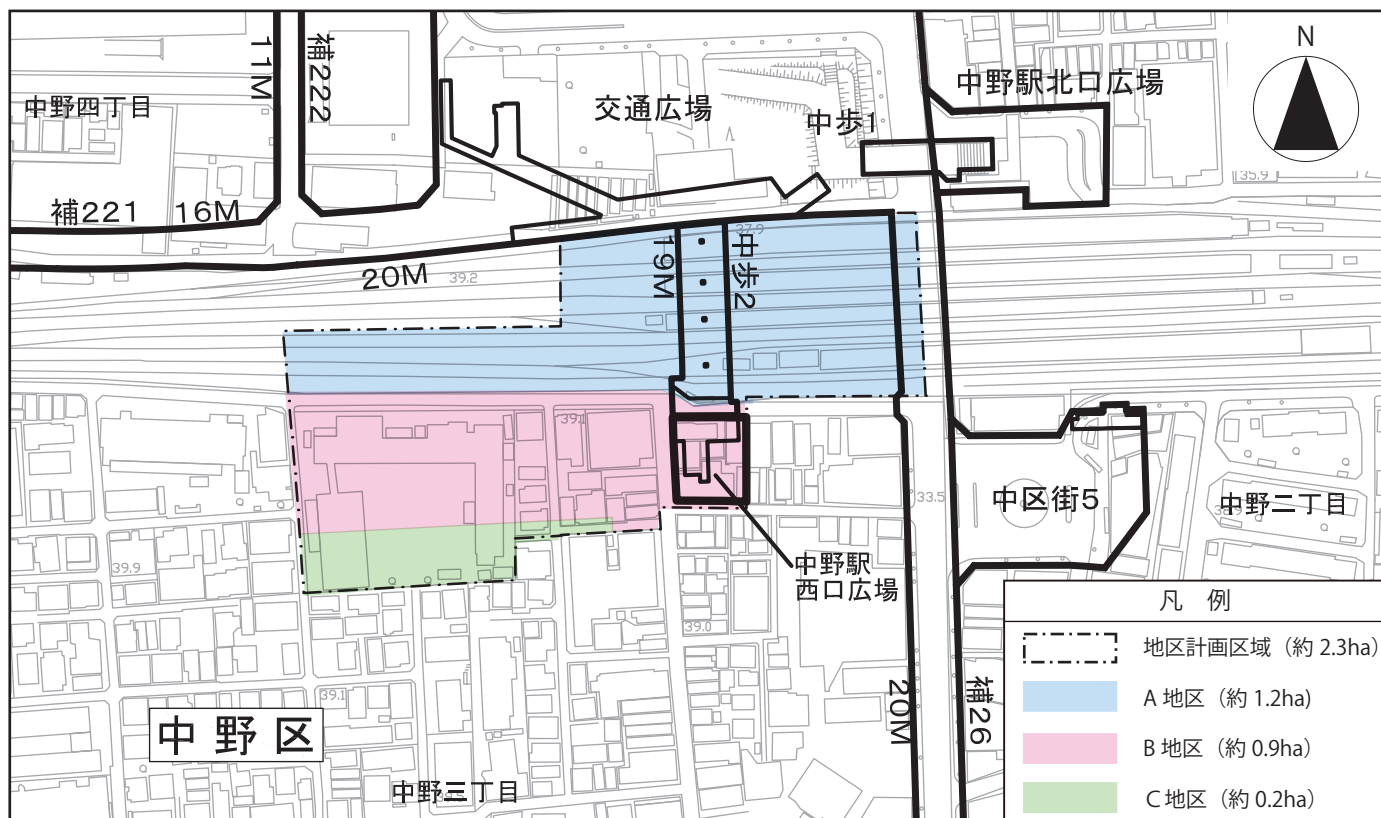 N
11M
補222
中野四丁目
交通広場
中歩1
中野駅北口広場
35.9
補221 16M
20M
39.2
19M
中歩2
37.9
39.1
33.5
中区街5
中野二丁目
中野駅
西口広場
39.9
39.0
39.1
20M
補26
中野区
中野三丁目
凡 例
地区計画区域（約 2.3ha）
A 地区（約 1.2ha)
B 地区（約 0.9ha）
C 地区（約 0.2ha）